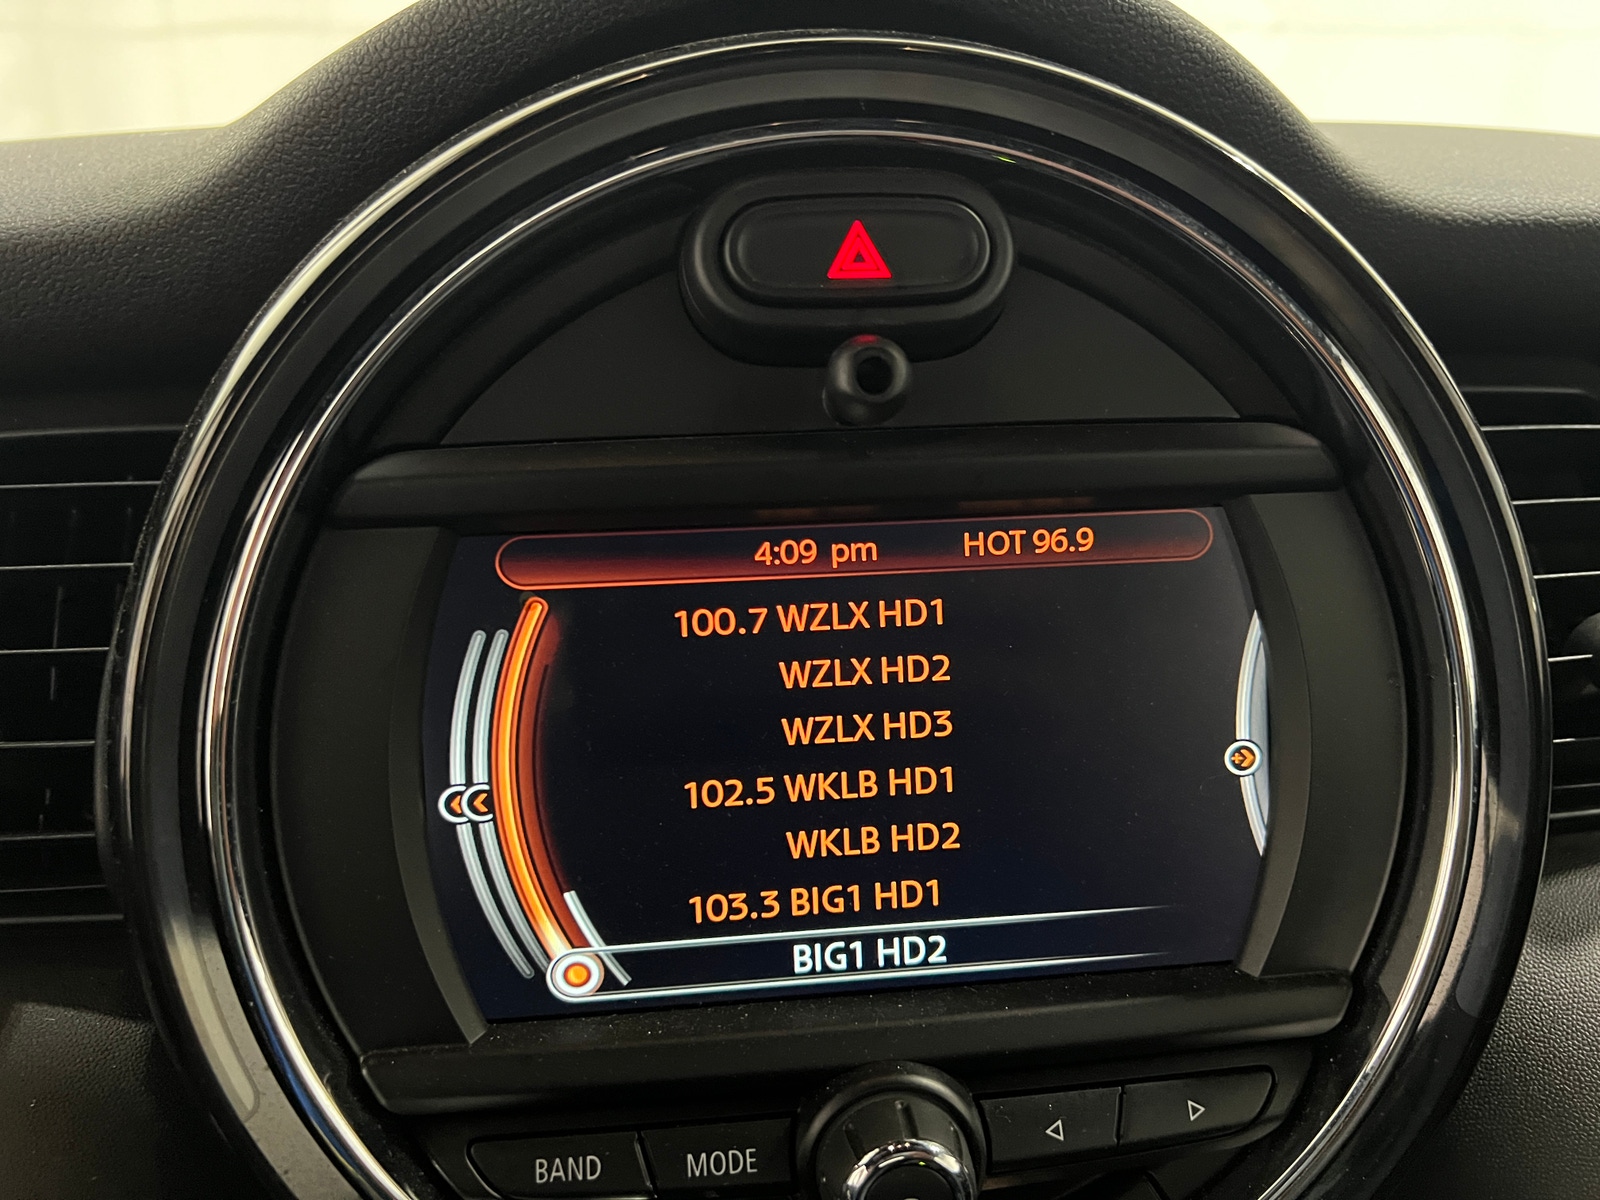 4:09 pm HOT 96.9
100.7 WZLX HD1
WZLX HD2
WZLX HD3
102.5 WKLB HD1
WKLB HD2
103.3 BIG1 HD1
BIG1 HD2
BAND MODE